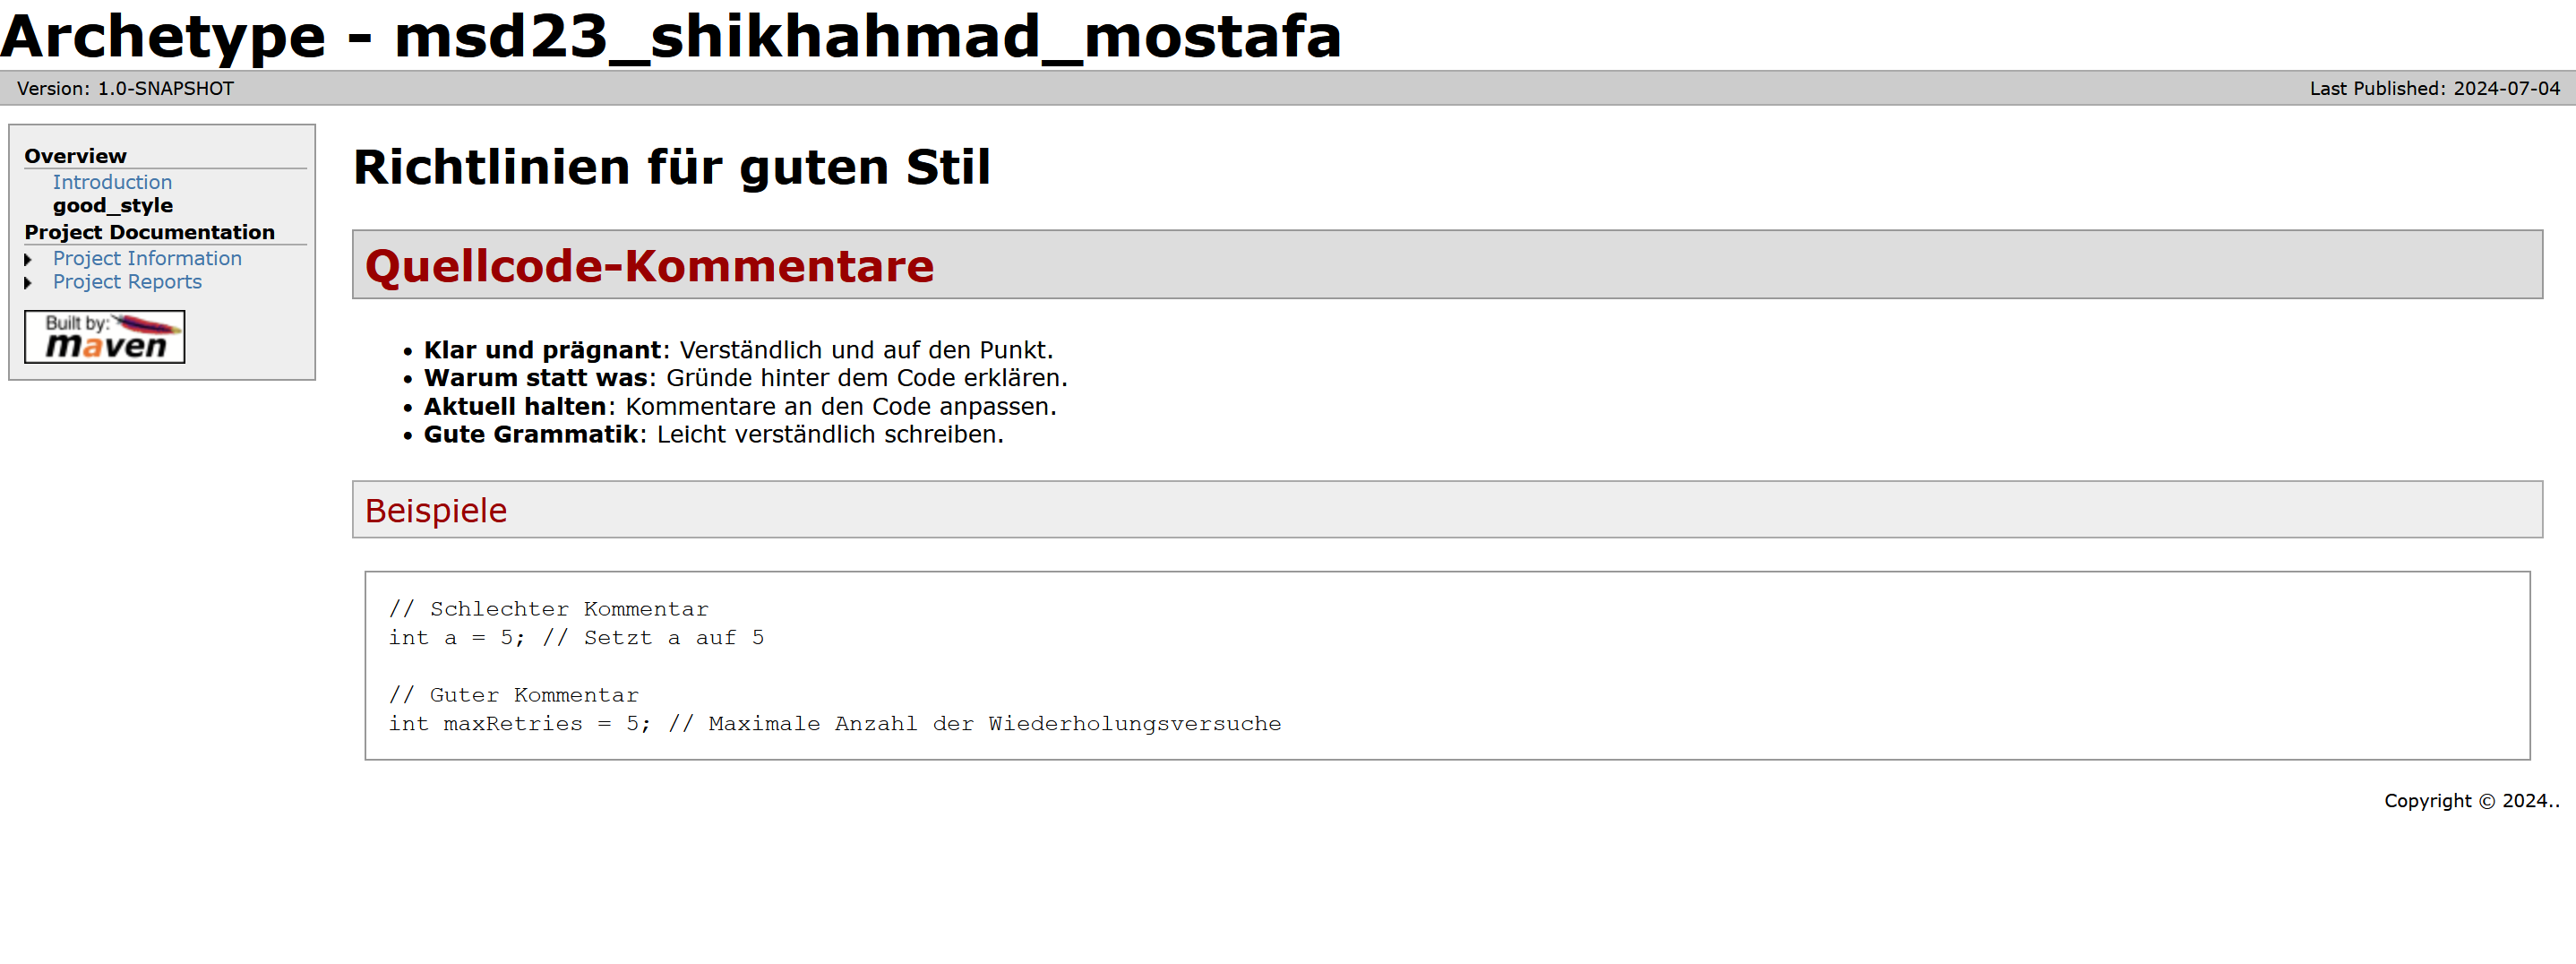 Archetype - msd23_shikhahmad_mostafa
Version: 1.0-SNAPSHOT
Last Published: 2024-07-04
Overview
Introduction
good_style
Project Documentation
Project Information
Project Reports
Built by:
maven
Richtlinien für guten Stil
Quellcode-Kommentare
• Klar und prägnant: Verständlich und auf den Punkt.
• Warum statt was: Gründe hinter dem Code erklären.
• Aktuell halten: Kommentare an den Code anpassen.
• Gute Grammatik: Leicht verständlich schreiben.
Beispiele
// Schlechter Kommentar
int a = 5; // Setzt a auf 5
// Guter Kommentar
int maxRetries = 5; // Maximale Anzahl der Wiederholungsversuche
Copyright © 2024..